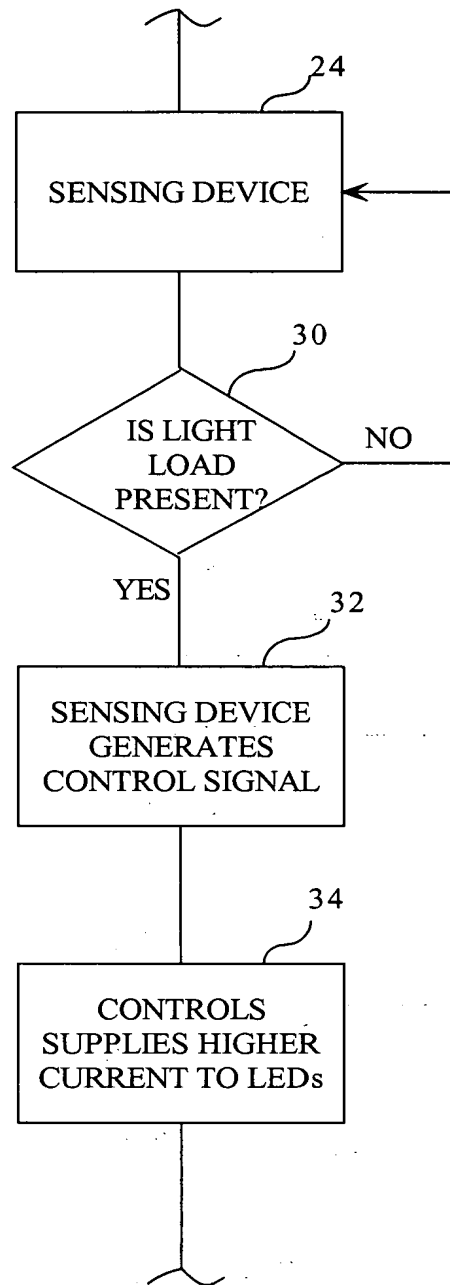 24
SENSING DEVICE
30
IS LIGHT
LOAD
PRESENT?
NO
YES
32
SENSING DEVICE
GENERATES
CONTROL SIGNAL
34
CONTROLS
SUPPLIES HIGHER
CURRENT TO LEDs